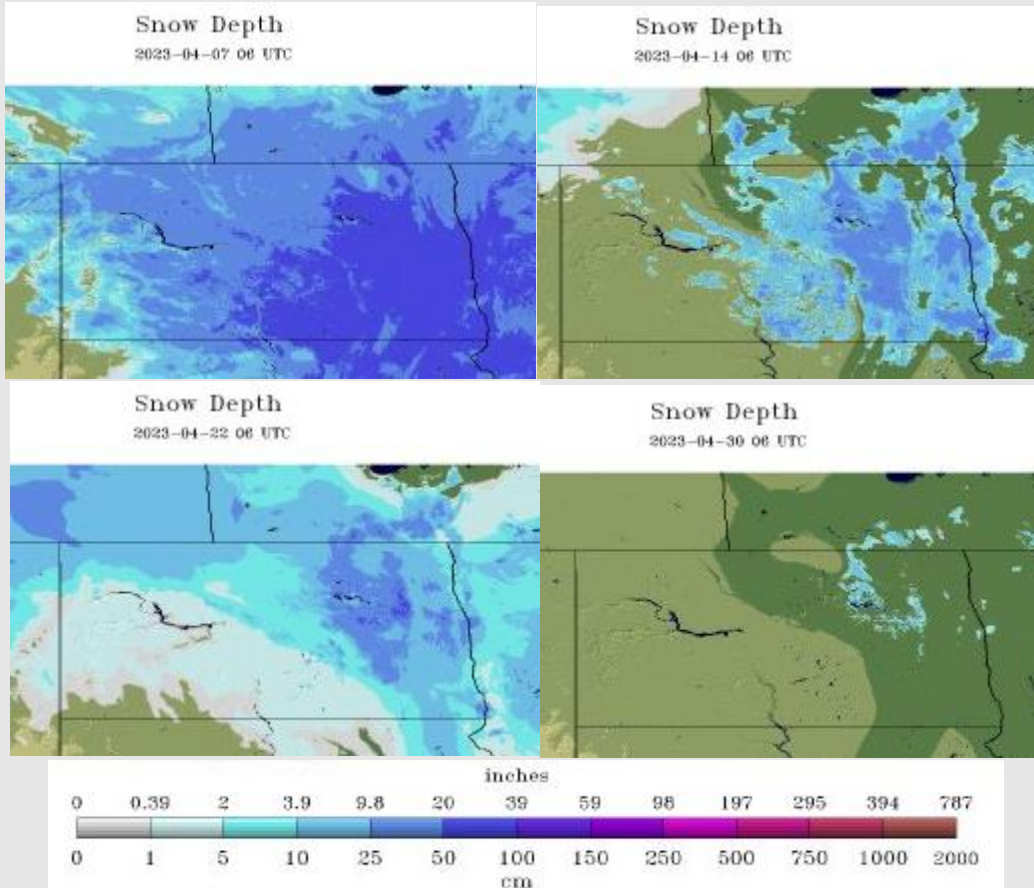 Snow Depth
2023-04-07 06 UTC
Snow Depth
2023-04-14 06 UTC
Snow Depth
2023-04-22 06 UTC
Snow Depth
2023-04-30 06 UTC
inches
0 0.39 2 3.9 9.8 20 39 59 98 197 295 394 787
0 1 5 10 25 50 100 150 250 500 750 1000 2000
cm